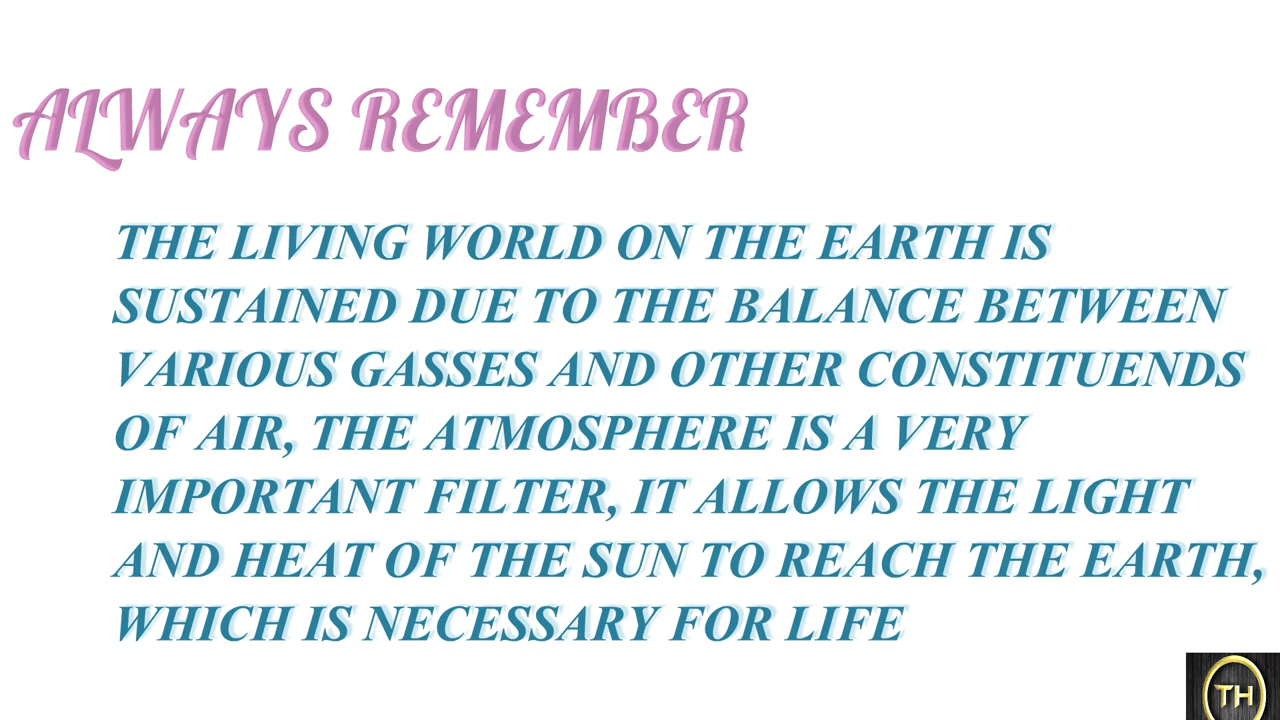 ALWAYS REMEMBER
THE LIVING WORLD ON THE EARTH IS
SUSTAINED DUE TO THE BALANCE BETWEEN
VARIOUS GASSES AND OTHER CONSTITUENDS
OF AIR, THE ATMOSPHERE IS A VERY
IMPORTANT FILTER, IT ALLOWS THE LIGHT
AND HEAT OF THE SUN TO REACH THE EARTH,
WHICH IS NECESSARY FOR LIFE
TH